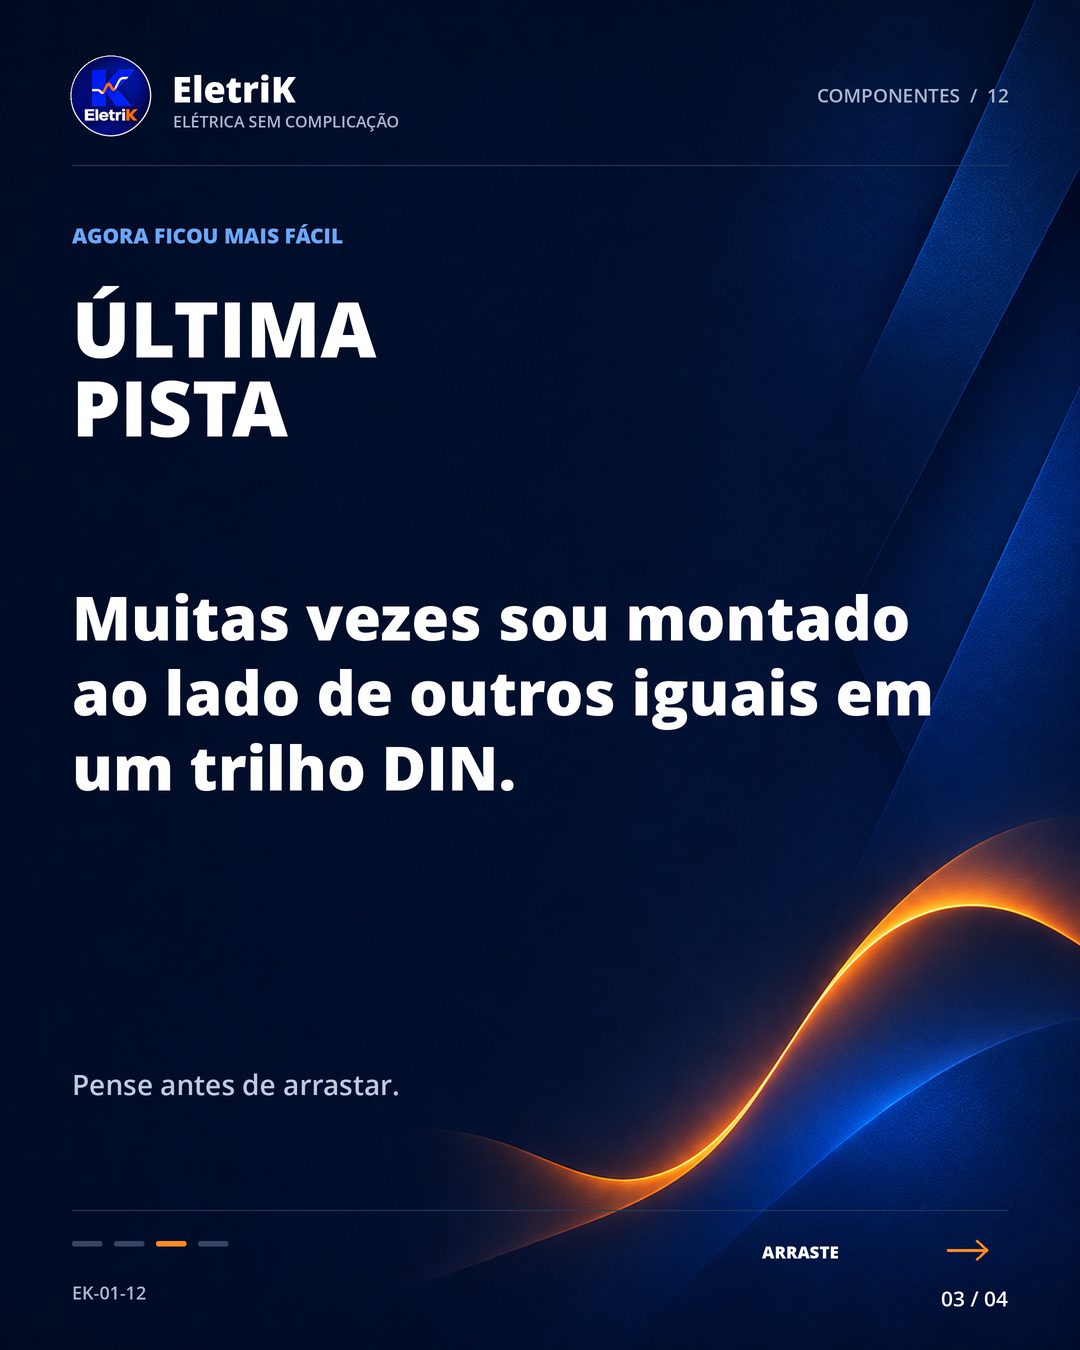 EletriK
EletriK
ELÉTRICA SEM COMPLICAÇÃO
COMPONENTES / 12
AGORA FICOU MAIS FÁCIL
ÚLTIMA
PISTA
Muitas vezes sou montado
ao lado de outros iguais em
um trilho DIN.
Pense antes de arrastar.
ARRASTE
EK-01-12
03 / 04